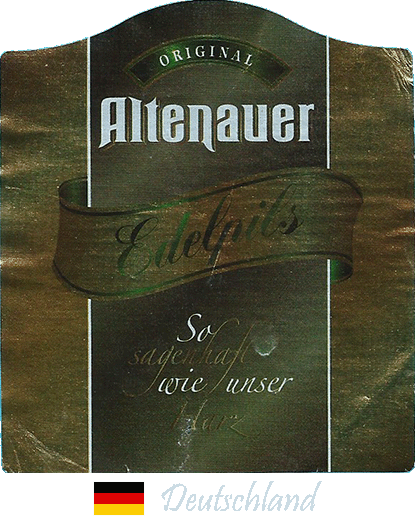 ORIGINAL
Altenauer
Edelpils
So
sagenhaft
wie unser
Harz
Deutschland